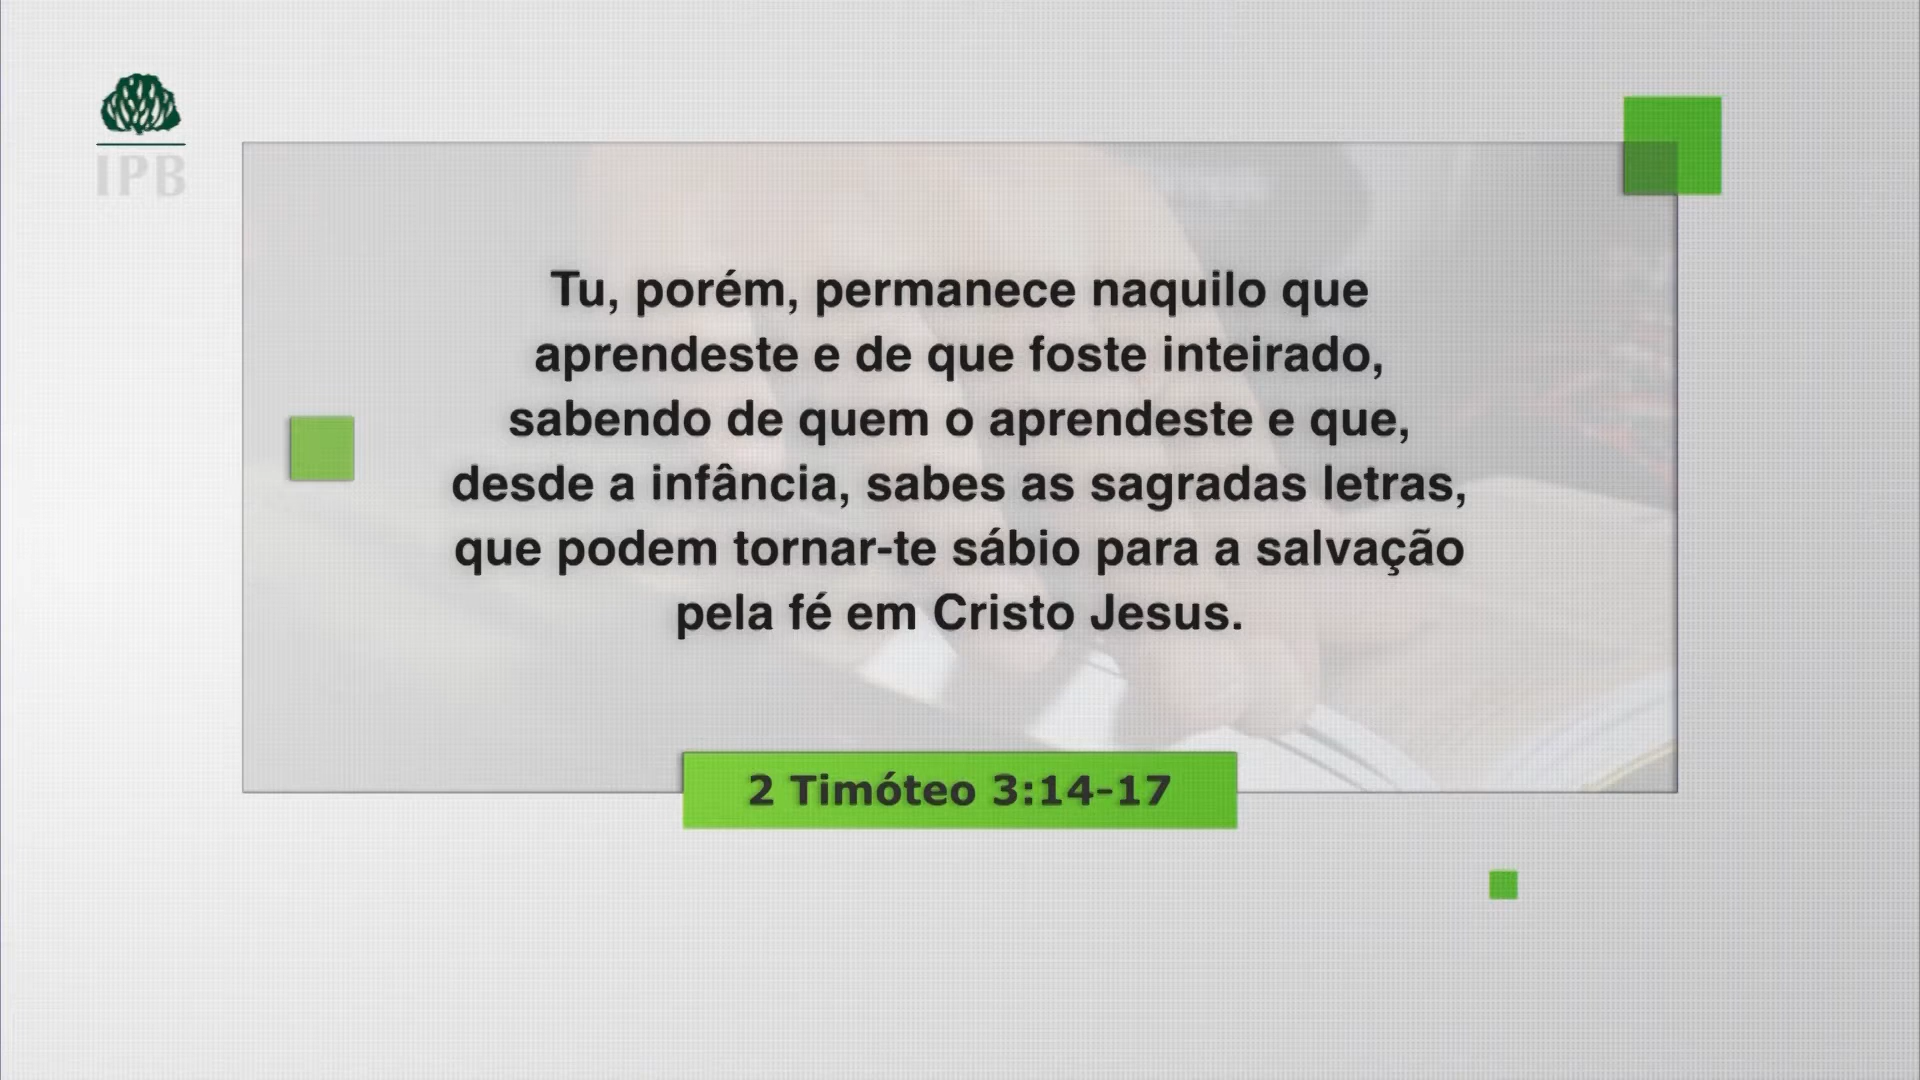 IPB
Tu, porém, permanece naquilo que
aprendeste e de que foste inteirado,
sabendo de quem o aprendeste e que,
desde a infância, sabes as sagradas letras,
que podem tornar-te sábio para a salvação
pela fé em Cristo Jesus.
2 Timóteo 3:14-17